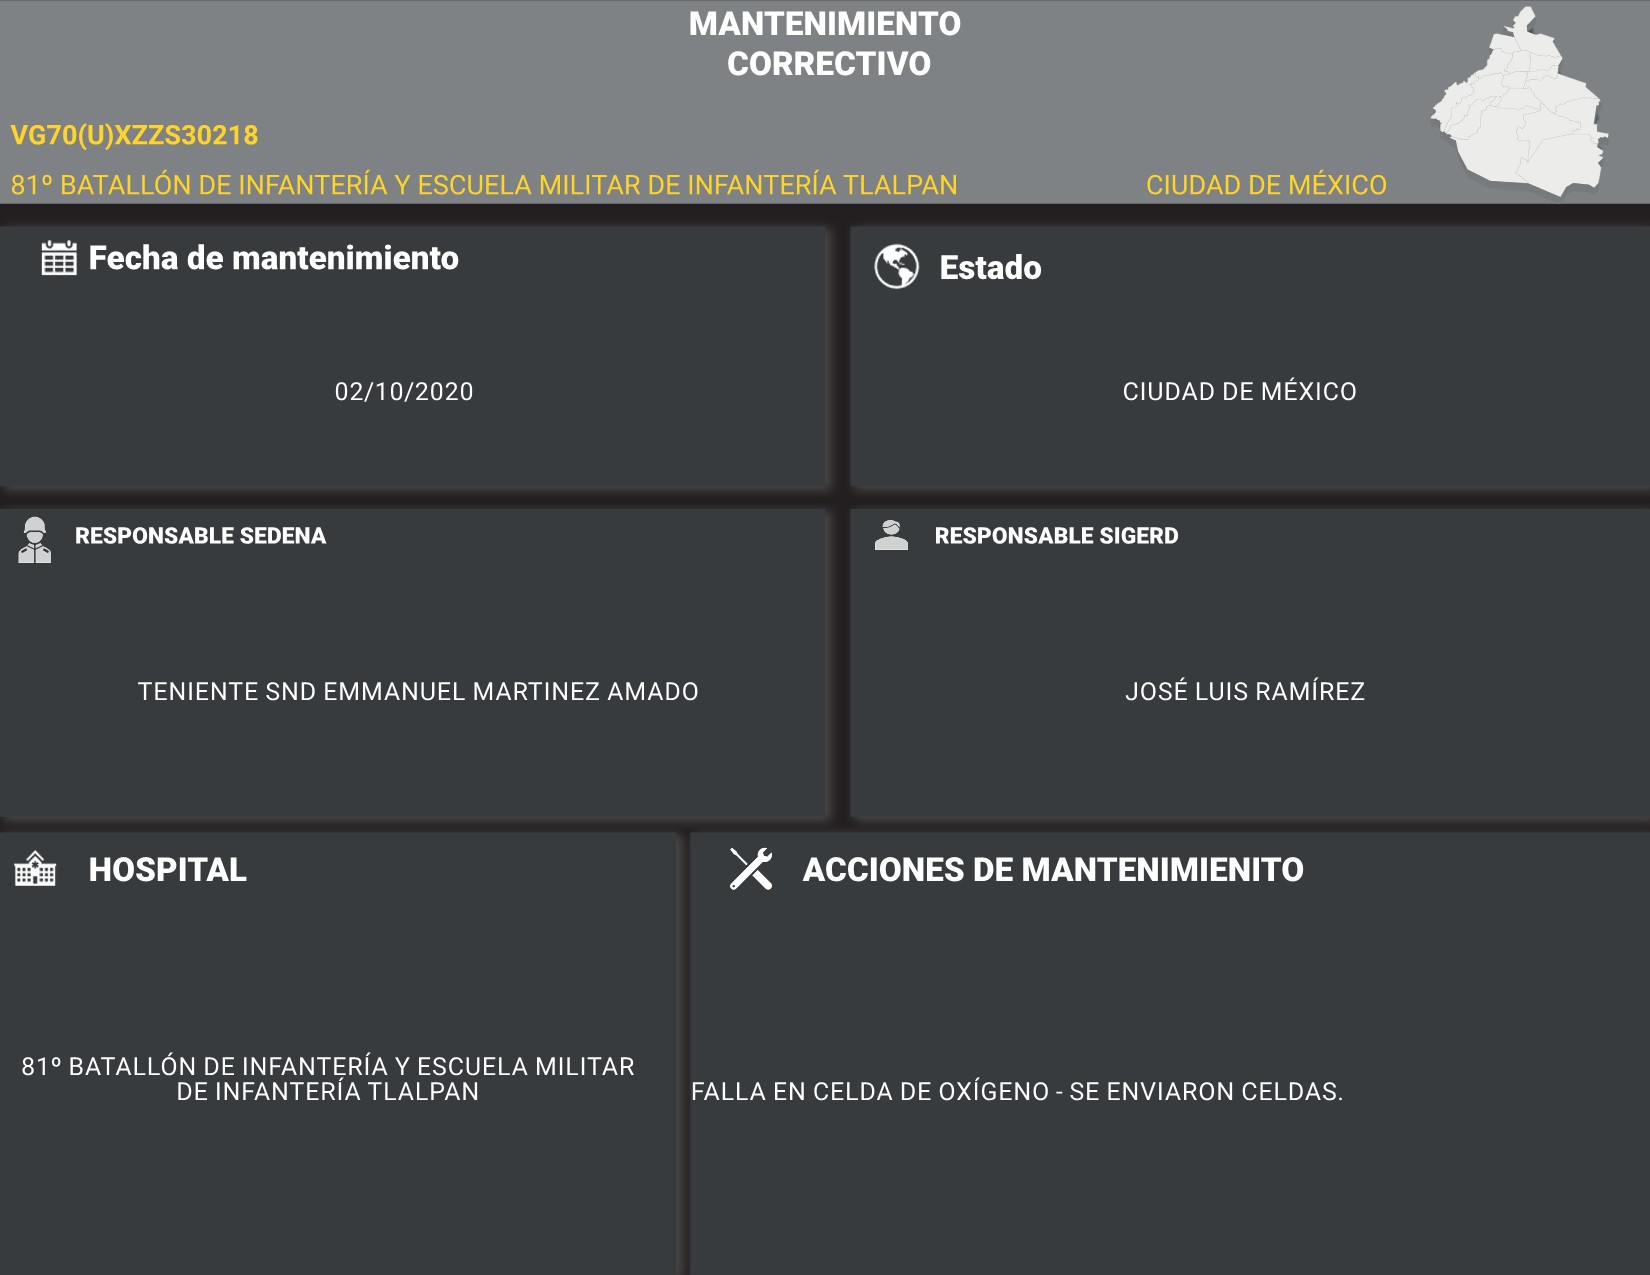 MANTENIMIENTO
CORRECTIVO
VG70(U)XZZS30218
81º BATALLÓN DE INFANTERÍA Y ESCUELA MILITAR DE INFANTERÍA TLALPAN
CIUDAD DE MÉXICO
Fecha de mantenimiento
02/10/2020
Estado
CIUDAD DE MÉXICO
RESPONSABLE SEDENA
TENIENTE SND EMMANUEL MARTINEZ AMADO
RESPONSABLE SIGERD
JOSÉ LUIS RAMÍREZ
HOSPITAL
81º BATALLÓN DE INFANTERÍA Y ESCUELA MILITAR
DE INFANTERÍA TLALPAN
ACCIONES DE MANTENIMIENITO
FALLA EN CELDA DE OXÍGENO - SE ENVIARON CELDAS.